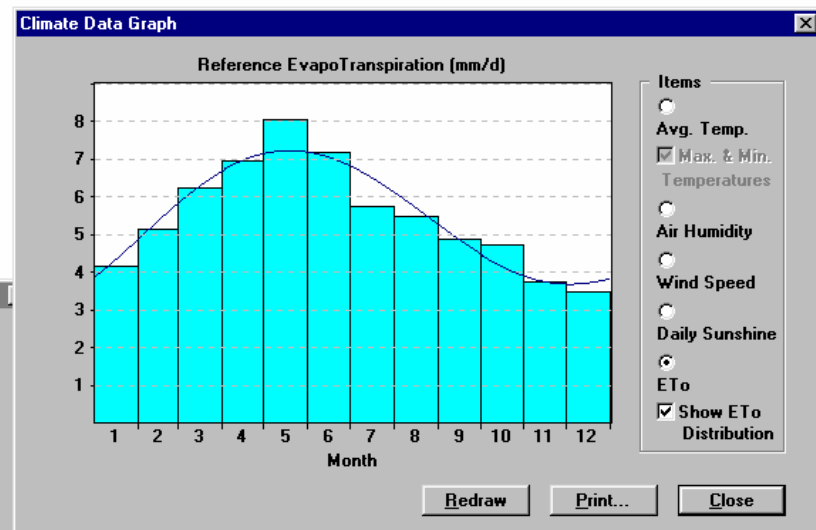 Climate Data Graph
Reference EvapoTranspiration (mm/d)
8
7
6
5
4
3
2
1
1 2 3 4 5 6 7 8 9 10 11 12
Month
Items
Avg. Temp.
Max. & Min.
Temperatures
Air Humidity
Wind Speed
Daily Sunshine
ETo
Show ETo
Distribution
Redraw Print... Close